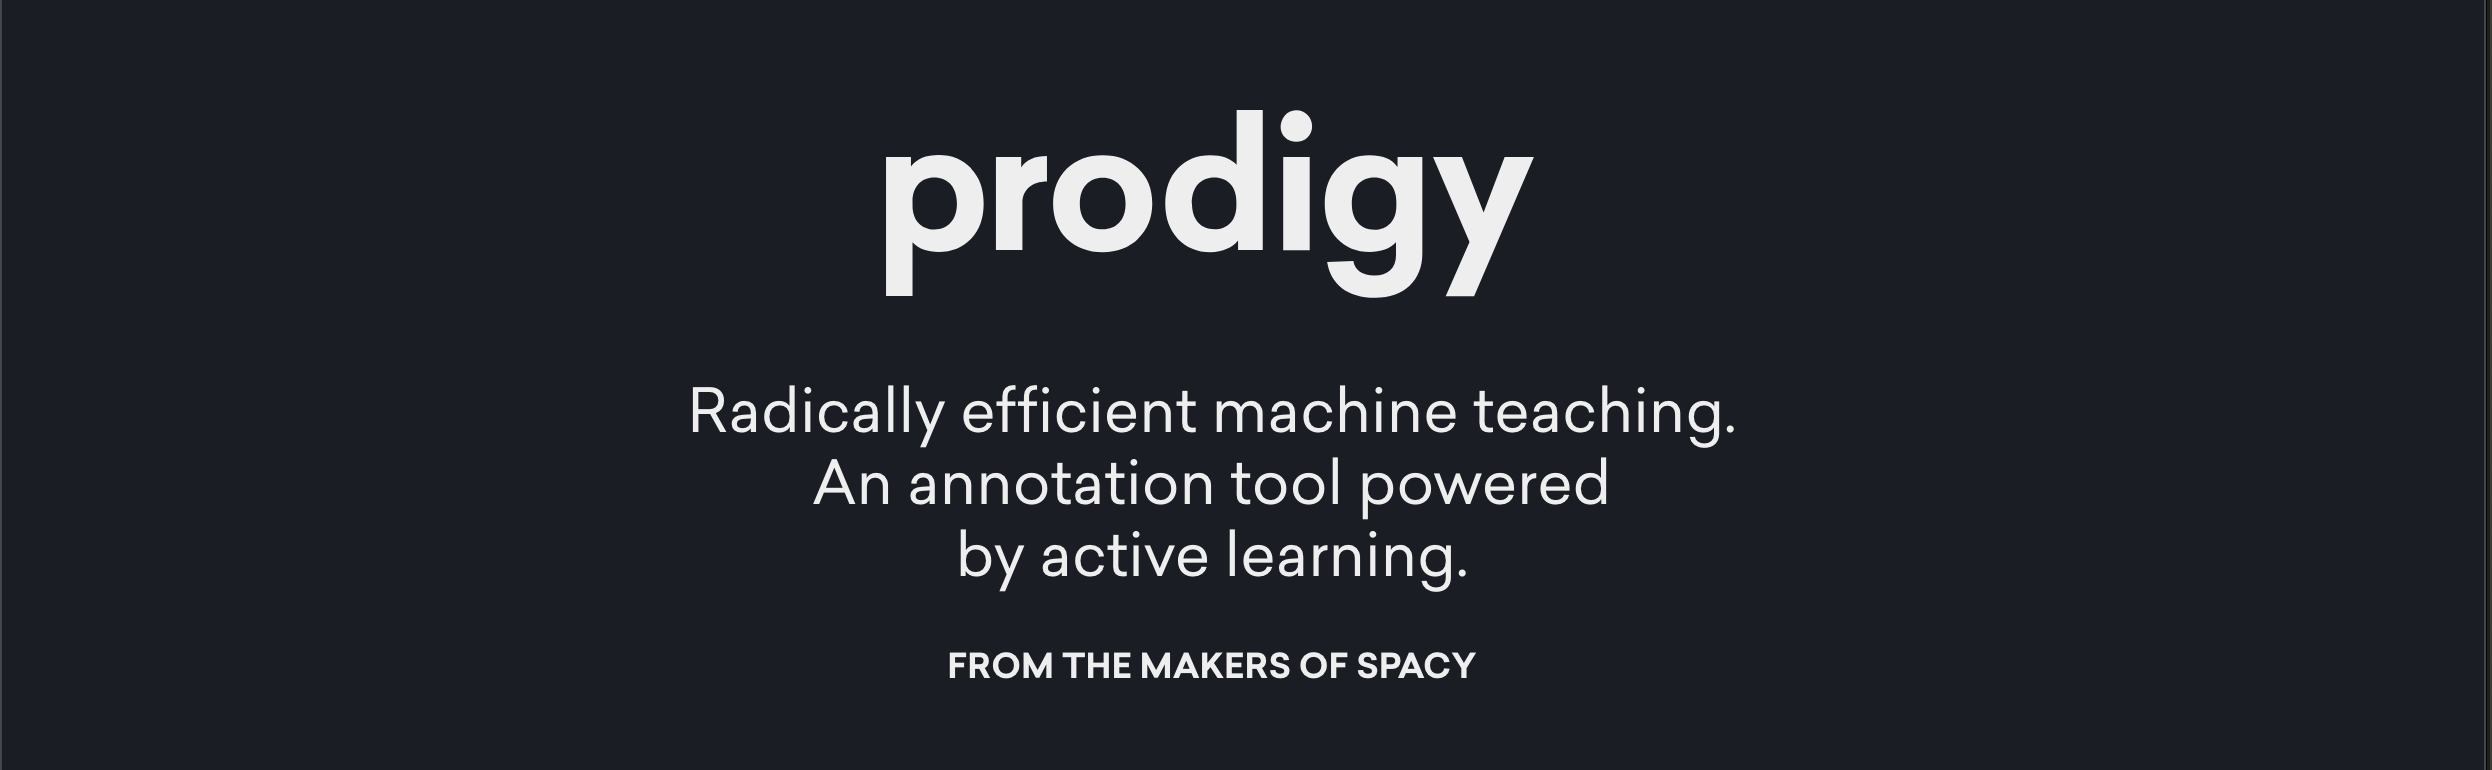 prodigy
Radically efficient machine teaching.
An annotation tool powered
by active learning.
FROM THE MAKERS OF SPACY